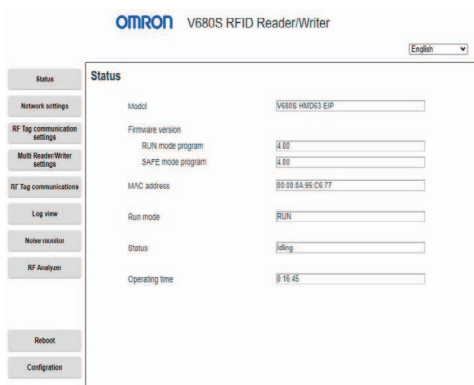 OMRON V680S RFID Reader/Writer
English
Status
Status
Network settings
RF Tag communication
settings
Multi Reader/Writer
settings
RF Tag communications
Log view
Noise monitor
RF Analyzer
Reboot
Configration
Model V680S HMD63 EIP
Firmware version
RUN mode program 4.00
SAFE mode program 4.00
MAC address 00:00:0A:95:C6:77
Run mode RUN
Status Idling
Operating time 0:16:45